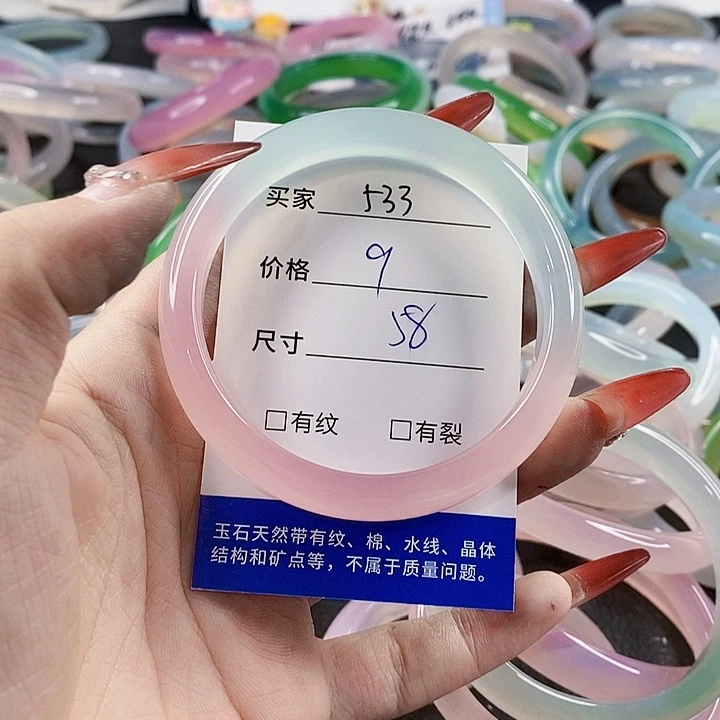 买家 533
价格 9
尺寸 58
□有纹 □有裂
玉石天然带有纹、棉、水线、晶体
结构和矿点等，不属于质量问题。